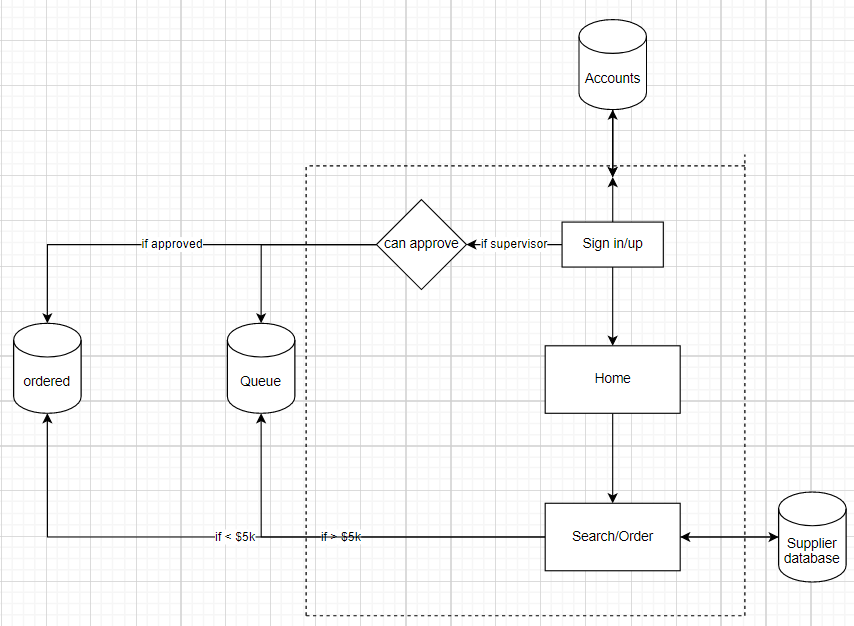 Accounts
if approved
can approve
if supervisor
Sign in/up
ordered
Queue
Home
if < $5k
if > $5k
Search/Order
Supplier
database